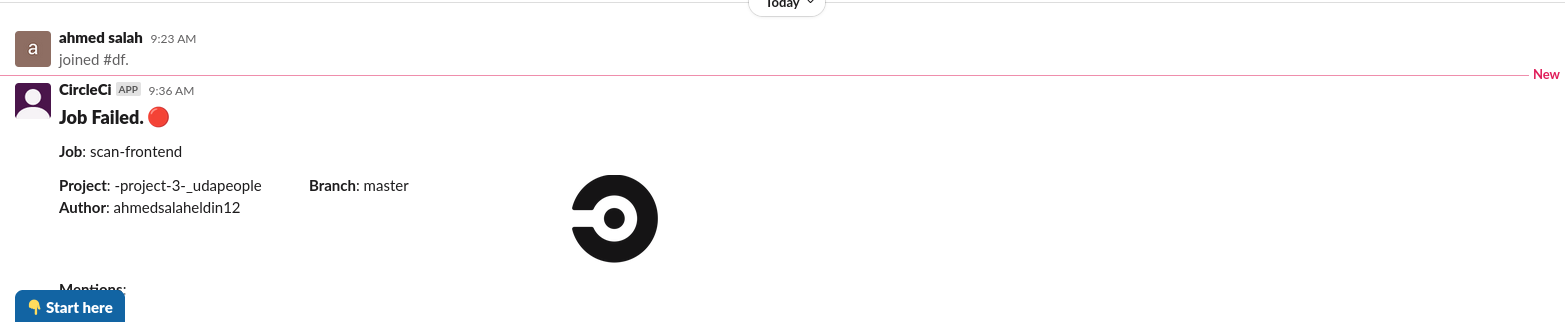 Today
ahmed salah 9:23 AM
a
joined #df.
New
CircleCi APP 9:36 AM
Job Failed. 🔴
Job: scan-frontend
Project: -project-3-_udapeople Branch: master
Author: ahmedsalaheldin12
Mentions:
👇 Start here